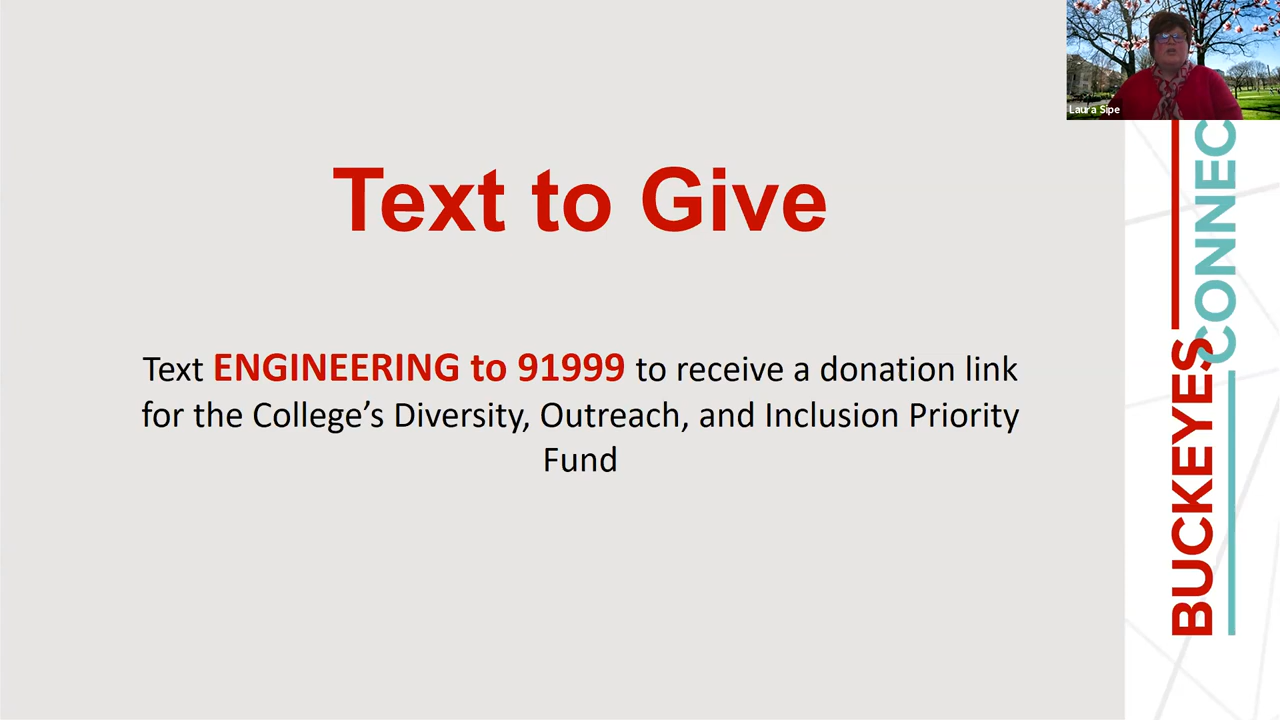 Text to Give
Text ENGINEERING to 91999 to receive a donation link
for the College’s Diversity, Outreach, and Inclusion Priority
Fund
Laura Sipe
BUCKEYES
CONNEC